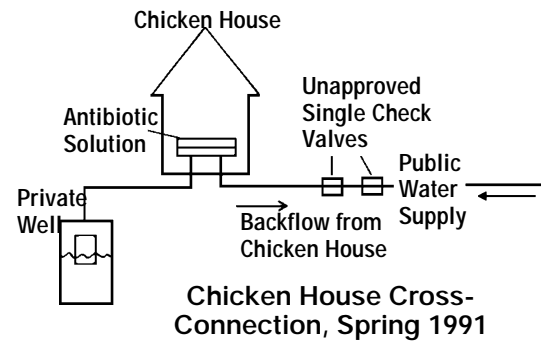 Chicken House
Antibiotic
Solution
Unapproved
Single Check
Valves
Public
Water
Supply
Private
Well
Backflow from
Chicken House
Chicken House Cross-
Connection, Spring 1991